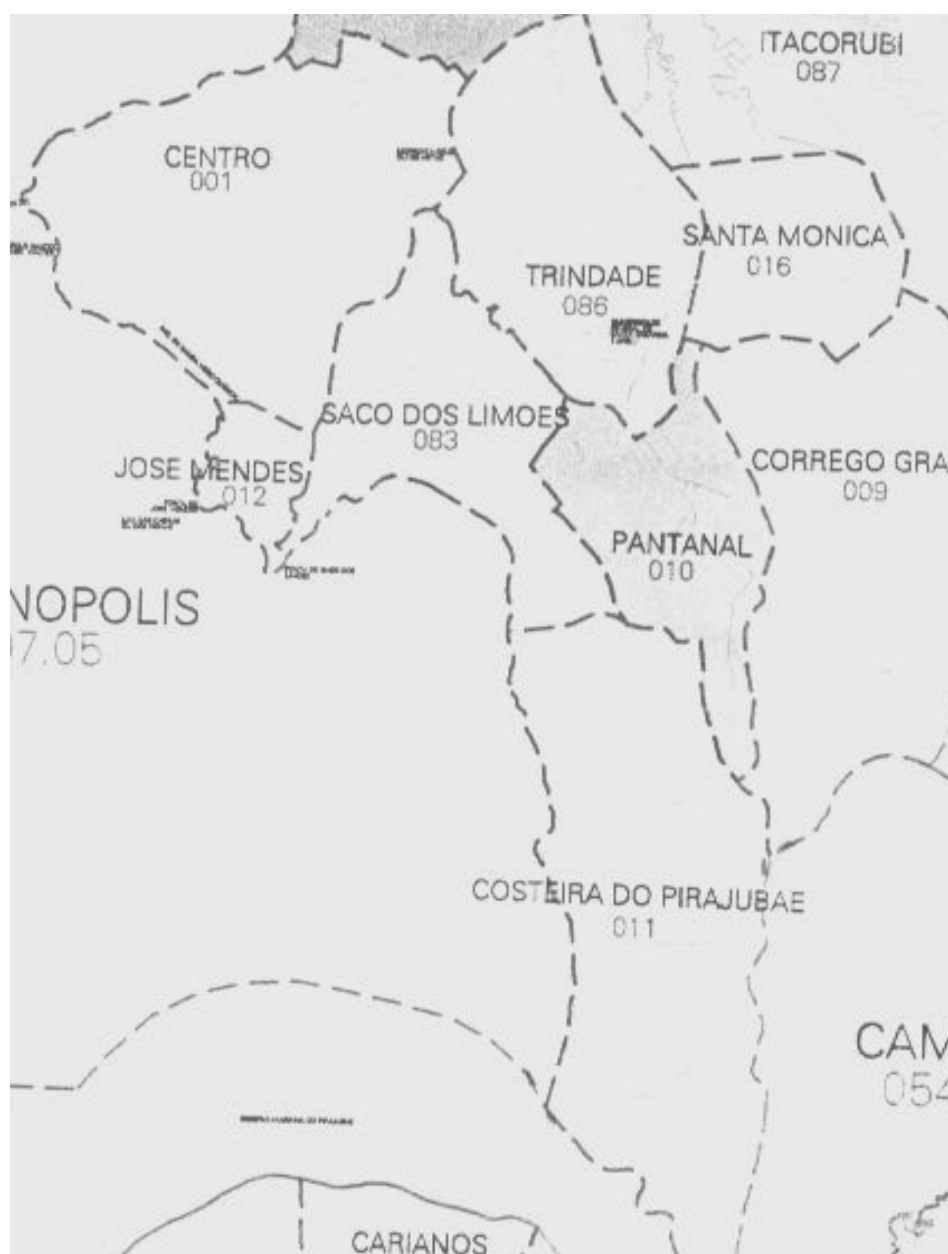 ITACORUBI
087
CENTRO
001
SANTA MONICA
016
TRINDADE
086
SACO DOS LIMOES
083
JOSE MENDES
012
CORREGO GRA
009
PANTANAL
010
NOPOLIS
07.05
COSTEIRA DO PIRAJUBAE
011
CAM
054
CARIANOS